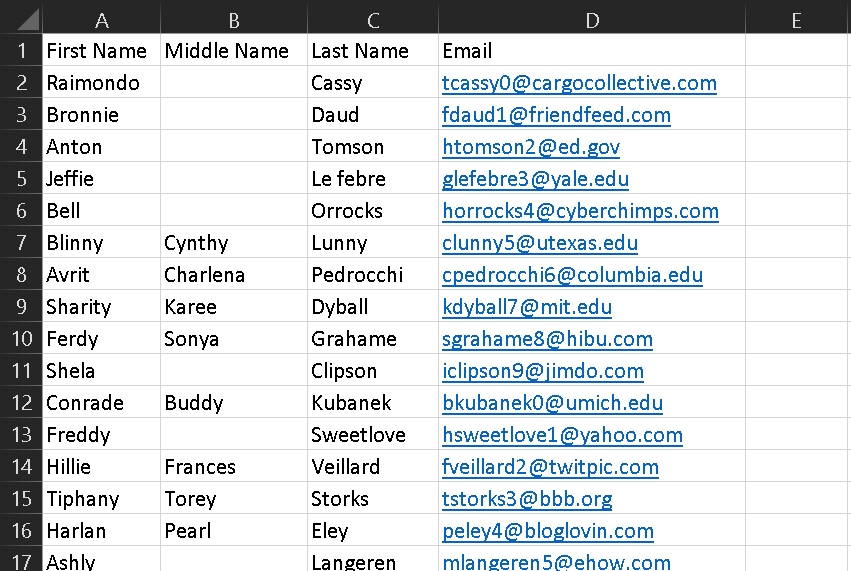 A B C D E
1 First Name Middle Name Last Name Email
2 Raimondo Cassy tcassy0@cargocollective.com
3 Bronnie Daud fdaud1@friendfeed.com
4 Anton Tomson htomson2@ed.gov
5 Jeffie Le febre glefebre3@yale.edu
6 Bell Orrocks horrocks4@cyberchimps.com
7 Blinny Cynthy Lunny clunny5@utexas.edu
8 Avrit Charlena Pedrocchi cpedrocchi6@columbia.edu
9 Sharity Karee Dyball kdyball7@mit.edu
10 Ferdy Sonya Grahame sgrahame8@hibu.com
11 Shela Clipson iclipson9@jimdo.com
12 Conrade Buddy Kubanek bkubanek0@umich.edu
13 Freddy Sweetlove hsweetlove1@yahoo.com
14 Hillie Frances Veillard fveillard2@twitpic.com
15 Tiphany Torey Storks tstorks3@bbb.org
16 Harlan Pearl Eley peley4@bloglovin.com
17 Ashly Langeren mlangeren5@ehow.com